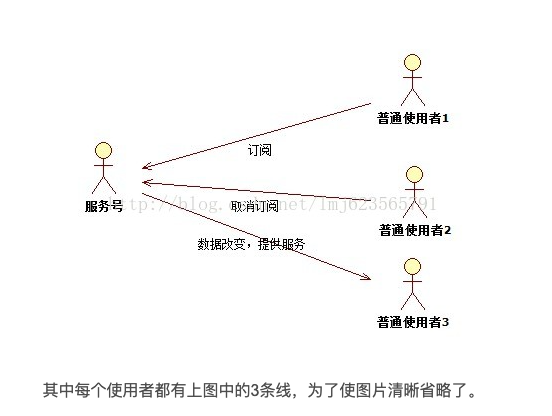 普通使用者1
订阅
服务号
http://blog.csdn.net/lmj623565791
取消订阅
普通使用者2
数据改变，提供服务
普通使用者3
其中每个使用者都有上图中的3条线，为了使图片清晰省略了。